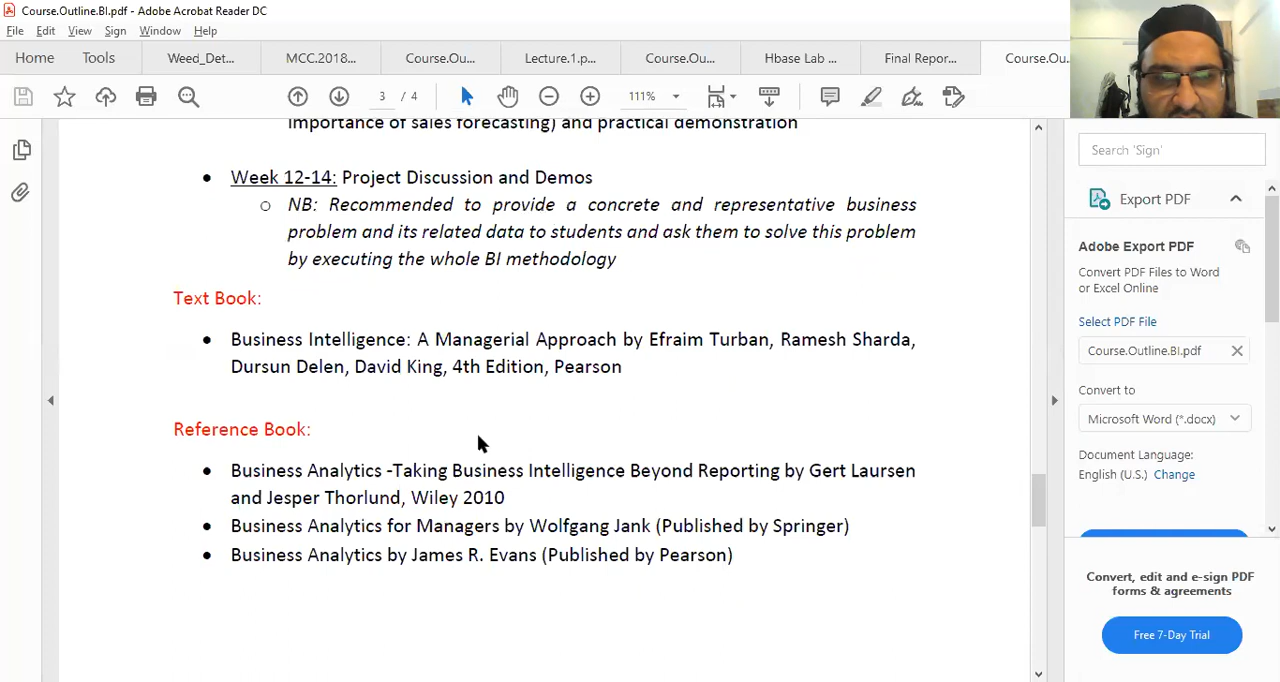 Course.Outline.BI.pdf - Adobe Acrobat Reader DC
File Edit View Sign Window Help
Home Tools Weed_Det... MCC.2018... Course.Ou... Lecture.1.p... Course.Ou... Hbase Lab ... Final Repor... Course.Ou
3 / 4 111%
importance of sales forecasting) and practical demonstration
• Week 12-14: Project Discussion and Demos
o NB: Recommended to provide a concrete and representative business
problem and its related data to students and ask them to solve this problem
by executing the whole BI methodology
Text Book:
• Business Intelligence: A Managerial Approach by Efraim Turban, Ramesh Sharda,
Dursun Delen, David King, 4th Edition, Pearson
Reference Book:
• Business Analytics -Taking Business Intelligence Beyond Reporting by Gert Laursen
and Jesper Thorlund, Wiley 2010
• Business Analytics for Managers by Wolfgang Jank (Published by Springer)
• Business Analytics by James R. Evans (Published by Pearson)
Search 'Sign'
Export PDF
Adobe Export PDF
Convert PDF Files to Word
or Excel Online
Select PDF File
Course.Outline.BI.pdf
Convert to
Microsoft Word (*.docx)
Document Language:
English (U.S.) Change
Convert, edit and e-sign PDF
forms & agreements
Free 7-Day Trial